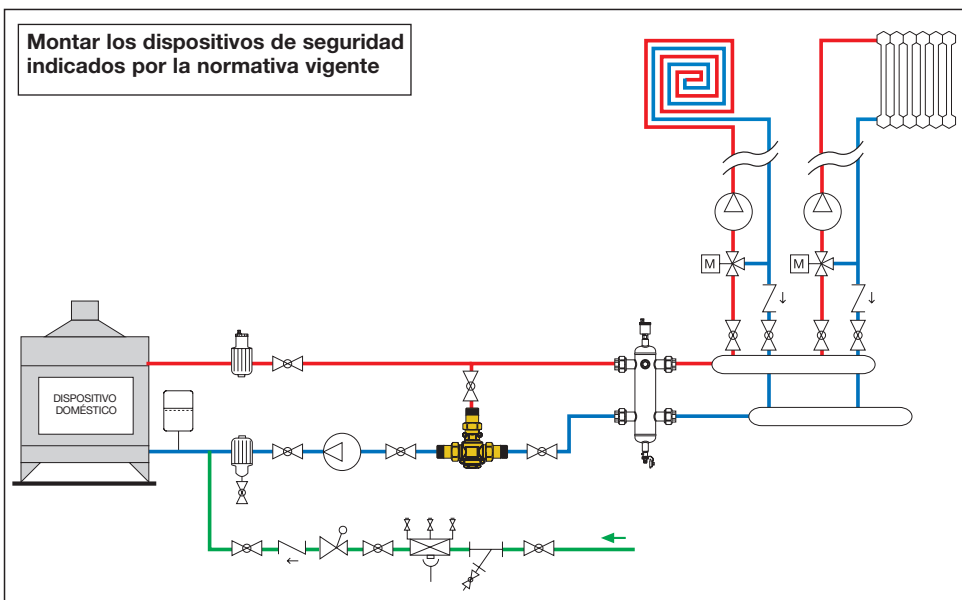 Montar los dispositivos de seguridad
indicados por la normativa vigente
M
M
DISPOSITIVO
DOMÉSTICO